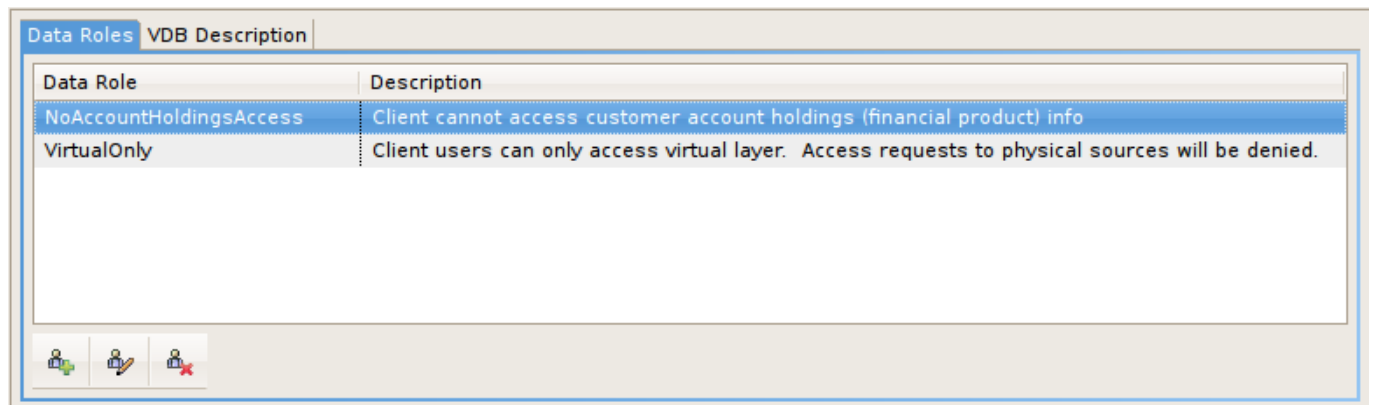 Data Roles VDB Description
Data Role Description
NoAccountHoldingsAccess Client cannot access customer account holdings (financial product) info
VirtualOnly Client users can only access virtual layer.  Access requests to physical sources will be denied.